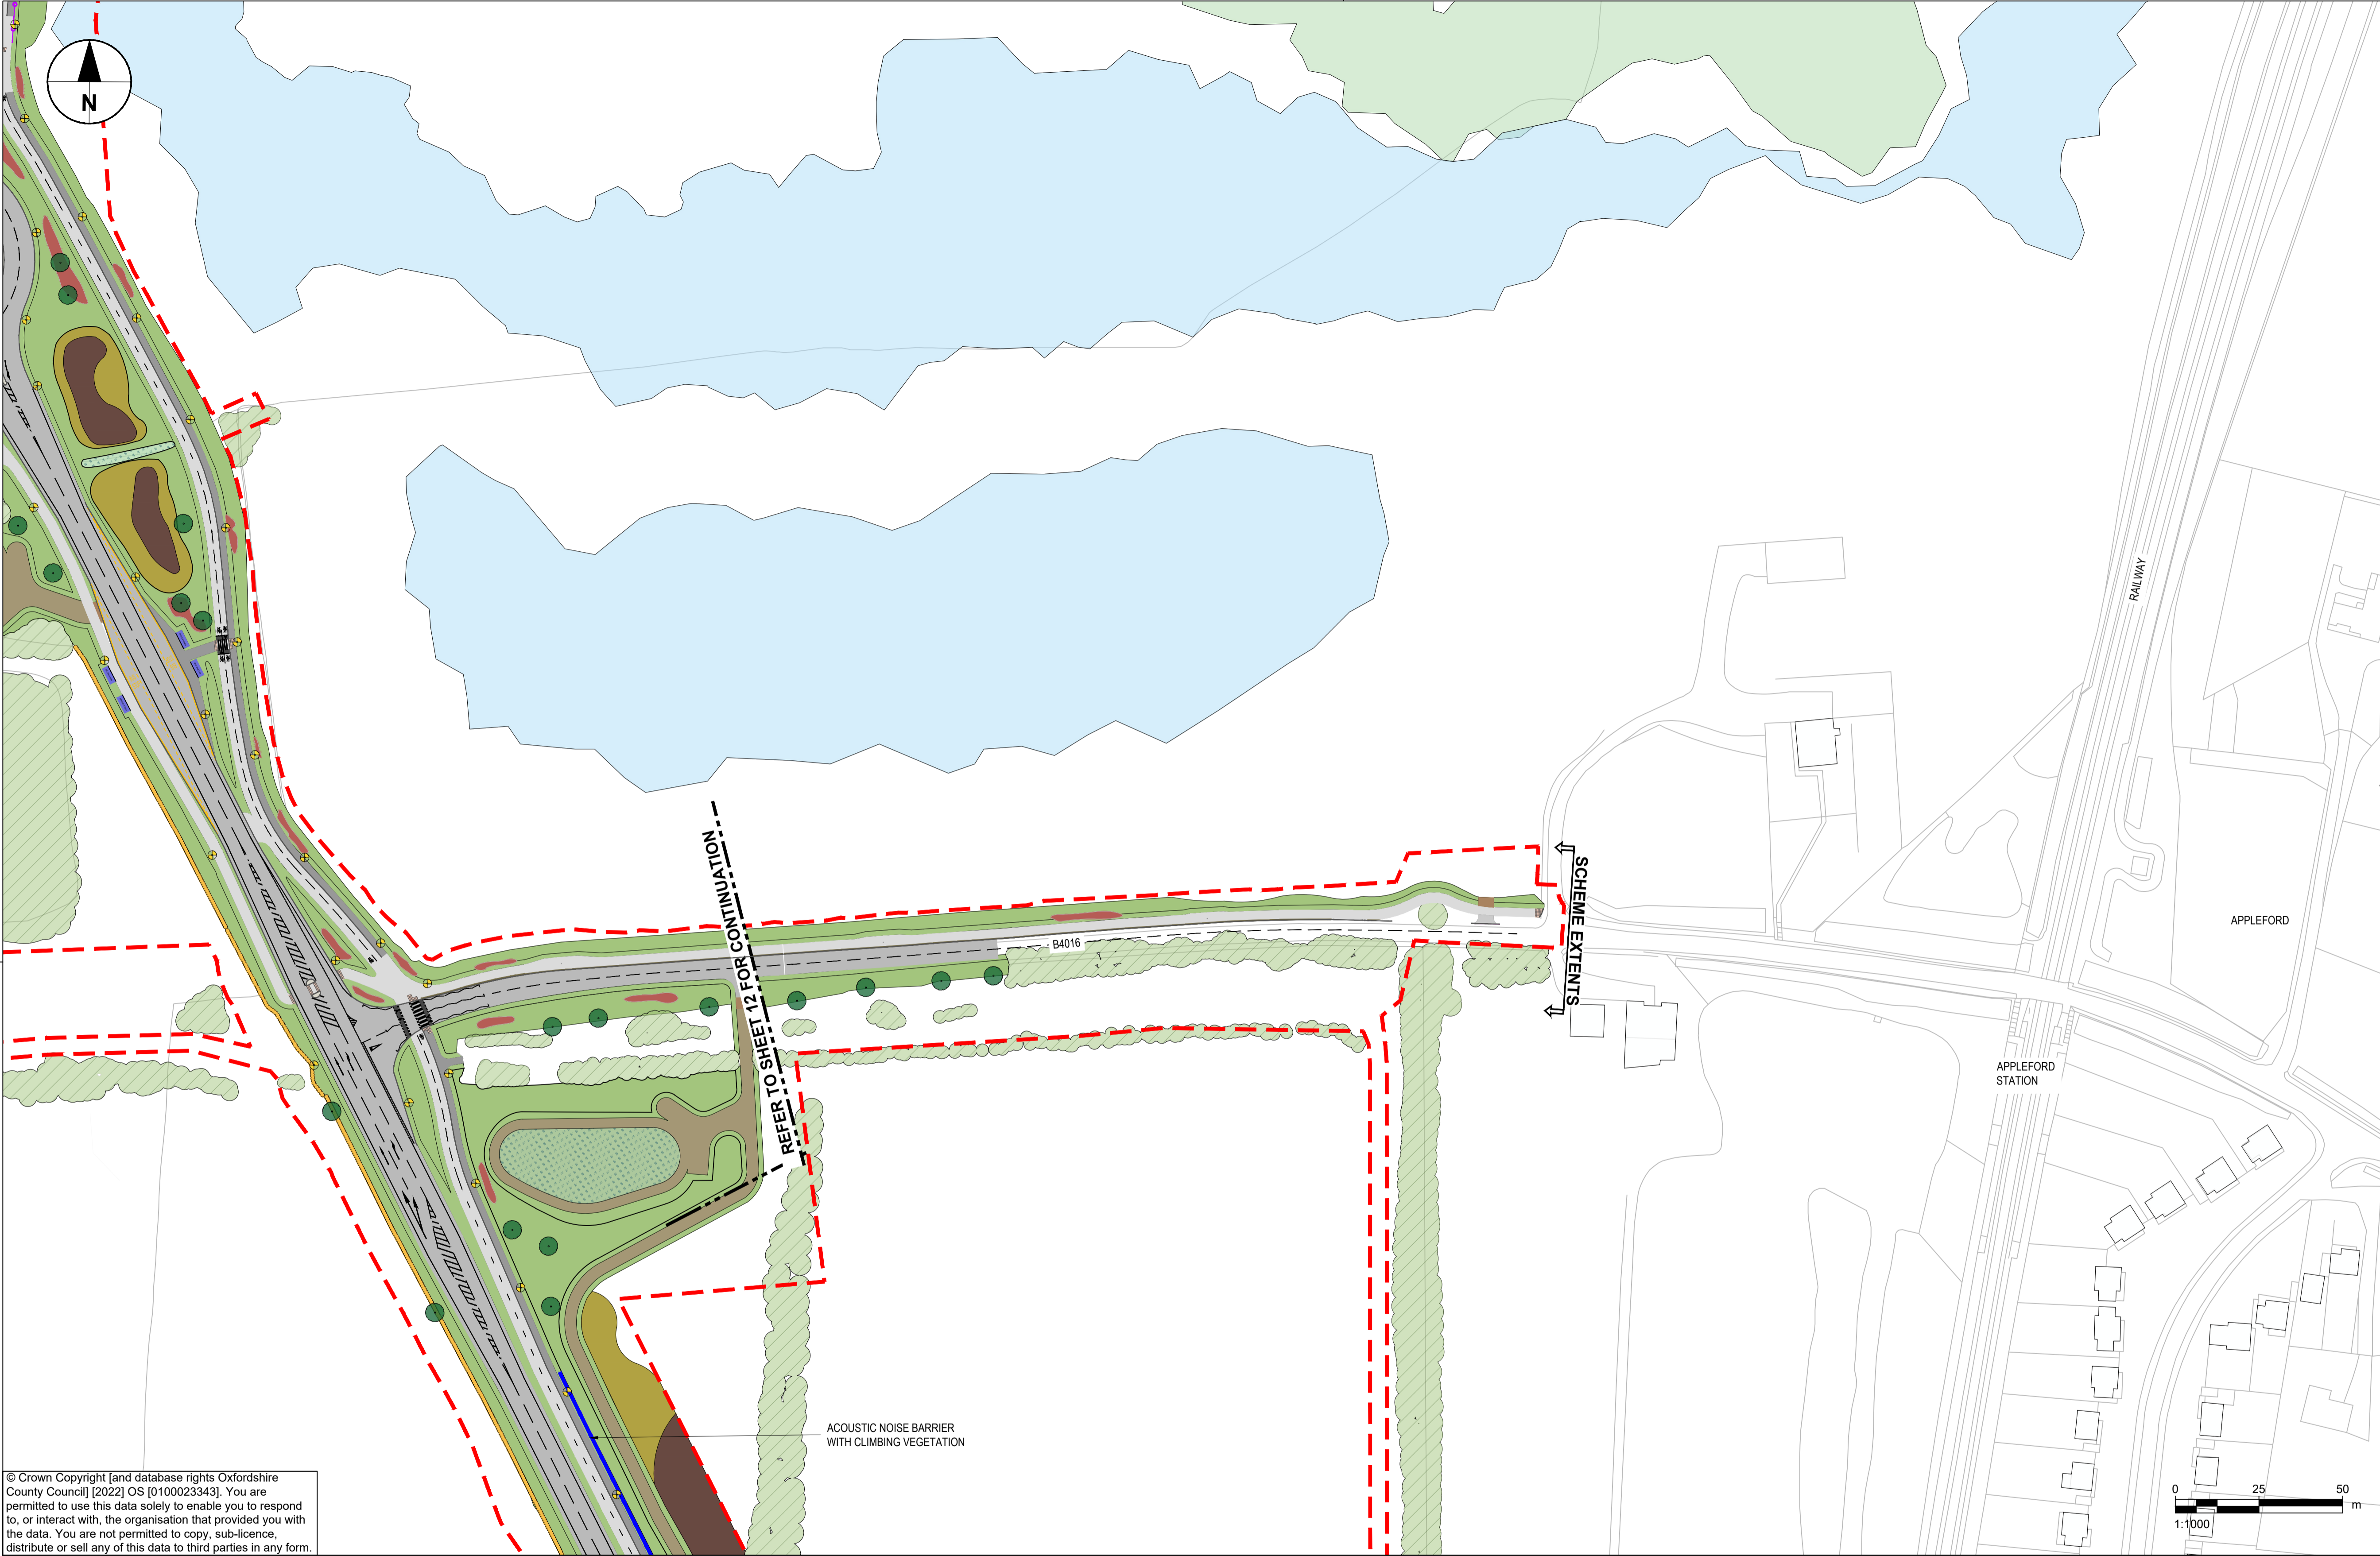 N
RAILWAY
REFER TO SHEET 12 FOR CONTINUATION
B4016
SCHEME EXTENTS
APPLEFORD
APPLEFORD
STATION
ACOUSTIC NOISE BARRIER
WITH CLIMBING VEGETATION
© Crown Copyright [and database rights Oxfordshire
County Council] [2022] OS [0100023343]. You are
permitted to use this data solely to enable you to respond
to, or interact with, the organisation that provided you with
the data. You are not permitted to copy, sub-licence,
distribute or sell any of this data to third parties in any form.
0 25 50
m
1:1000